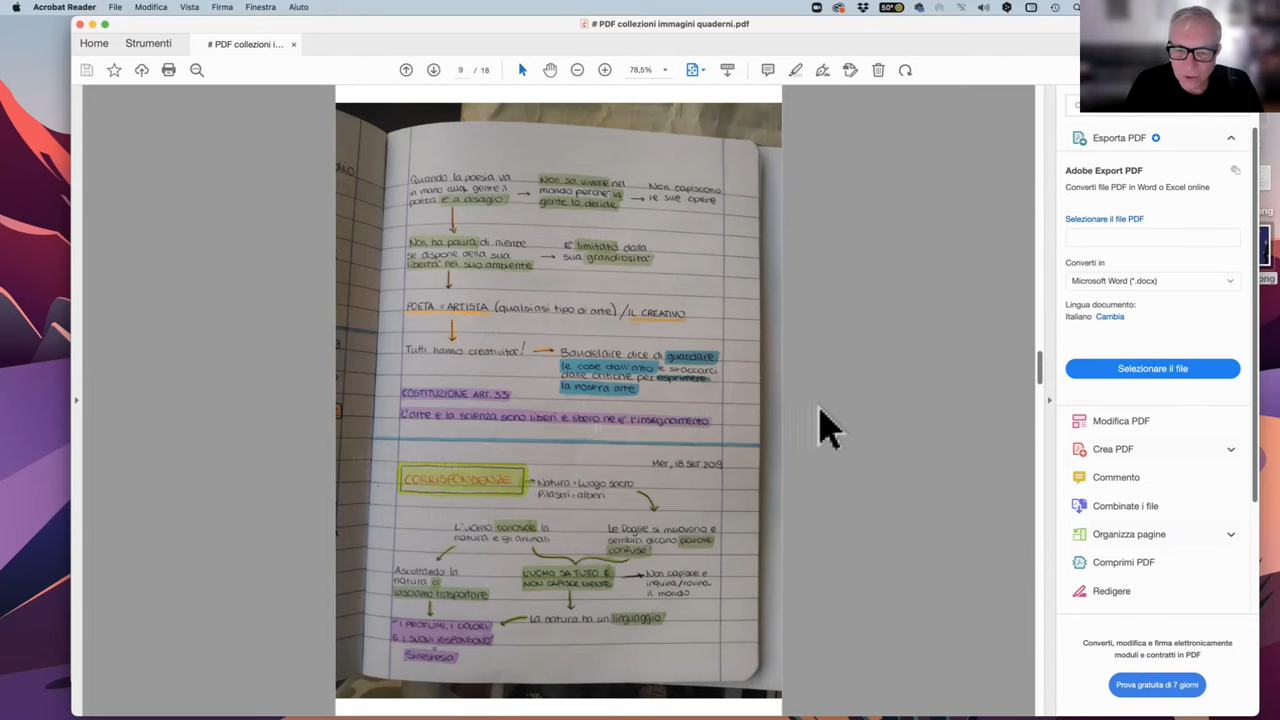 Acrobat Reader File Modifica Vista Firma Finestra Aiuto
50°
# PDF collezioni immagini quaderni.pdf
Home Strumenti # PDF collezioni i... ×
9 / 18 78,5%
Quando la poesia va
in mano alla gente il
poeta è a disagio
Non sa vivere nel
mondo perché la
gente lo deride
Non capiscono
le sue opere
Non ha paura di niente
se dispone della sua
libertà nel suo ambiente
È limitato dalla
sua grandiosità
POETA = ARTISTA (qualsiasi tipo di arte) / IL CREATIVO
Tutti hanno creatività!
Baudelaire dice di guardare
le cose dall'alto e staccarci
dalle critiche per esprimere
la nostra arte
COSTITUZIONE ART. 33
L'arte e la scienza sono liberi e libero ne è l'insegnamento
Mer, 18 SET 2019
CORRISPONDENZE
Natura = luogo sacro
Pilastri = alberi
L'uomo conosce la
natura e gli animali
Le foglie si muovono e
sembra dicano parole
confuse
Ascoltando la
natura ci
lasciamo trasportare
L'UOMO SA TUTTO E
NON CAPISCE NIENTE
Non capisce e
inquina/rovina
il mondo
La natura ha un linguaggio
"I PROFUMI, I COLORI
E I SUONI RISPONDONO"
=
Sinestesia
Esporta PDF
Adobe Export PDF
Converti file PDF in Word o Excel online
Selezionare il file PDF
Converti in
Microsoft Word (*.docx)
Lingua documento:
Italiano Cambia
Selezionare il file
Modifica PDF
Crea PDF
Commento
Combinate i file
Organizza pagine
Comprimi PDF
Redigere
Converti, modifica e firma elettronicamente
moduli e contratti in PDF
Prova gratuita di 7 giorni
ong
ong